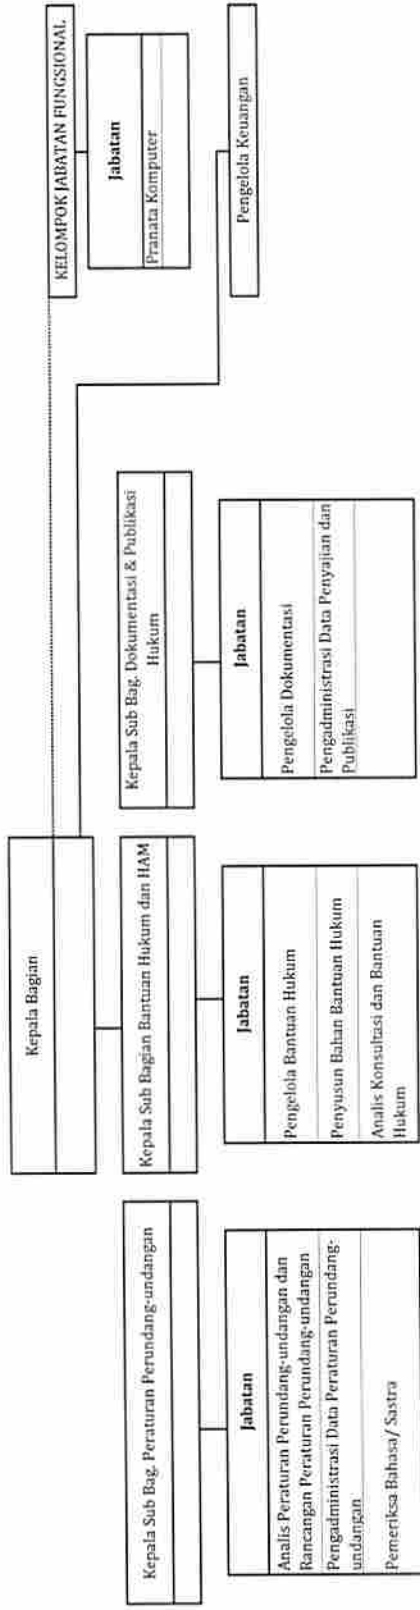 Kepala Bagian
KELOMPOK JABATAN FUNGSIONAL
Jabatan
Pranata Komputer
Kepala Sub Bag. Peraturan Perundang-undangan
Kepala Sub Bagian Bantuan Hukum dan HAM
Kepala Sub Bag. Dokumentasi & Publikasi
Hukum
Pengelola Keuangan
Jabatan
Analis Peraturan Perundang-undangan dan
Rancangan Peraturan Perundang-undangan
Pengadministrasi Data Peraturan Perundang-
undangan
Pemeriksa Bahasa/ Sastra
Jabatan
Pengelola Bantuan Hukum
Penyusun Bahan Bantuan Hukum
Analis Konsultasi dan Bantuan
Hukum
Jabatan
Pengelola Dokumentasi
Pengadministrasi Data Penyajian dan
Publikasi